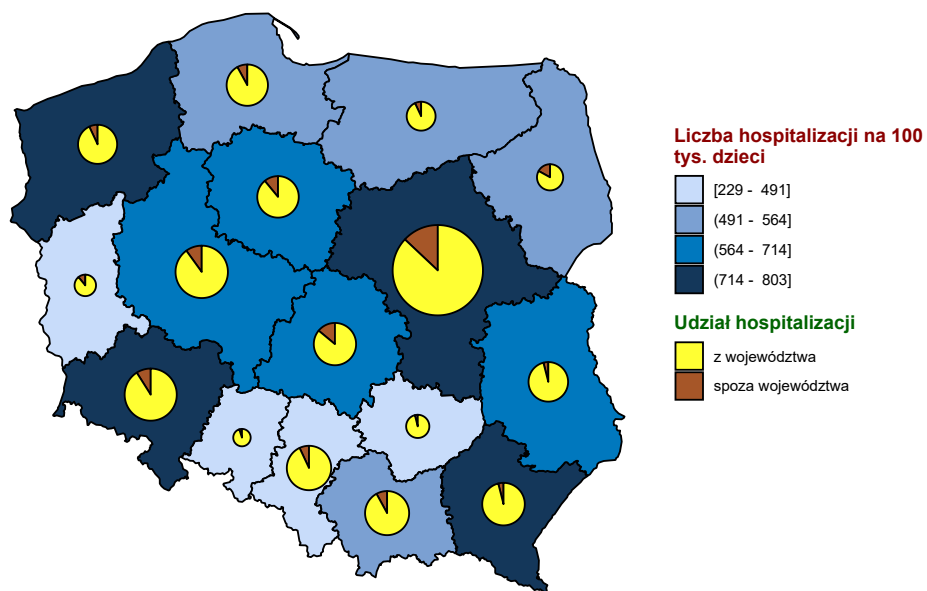 Liczba hospitalizacji na 100
tys. dzieci
[229 - 491]
(491 - 564]
(564 - 714]
(714 - 803]
Udział hospitalizacji
z województwa
spoza województwa